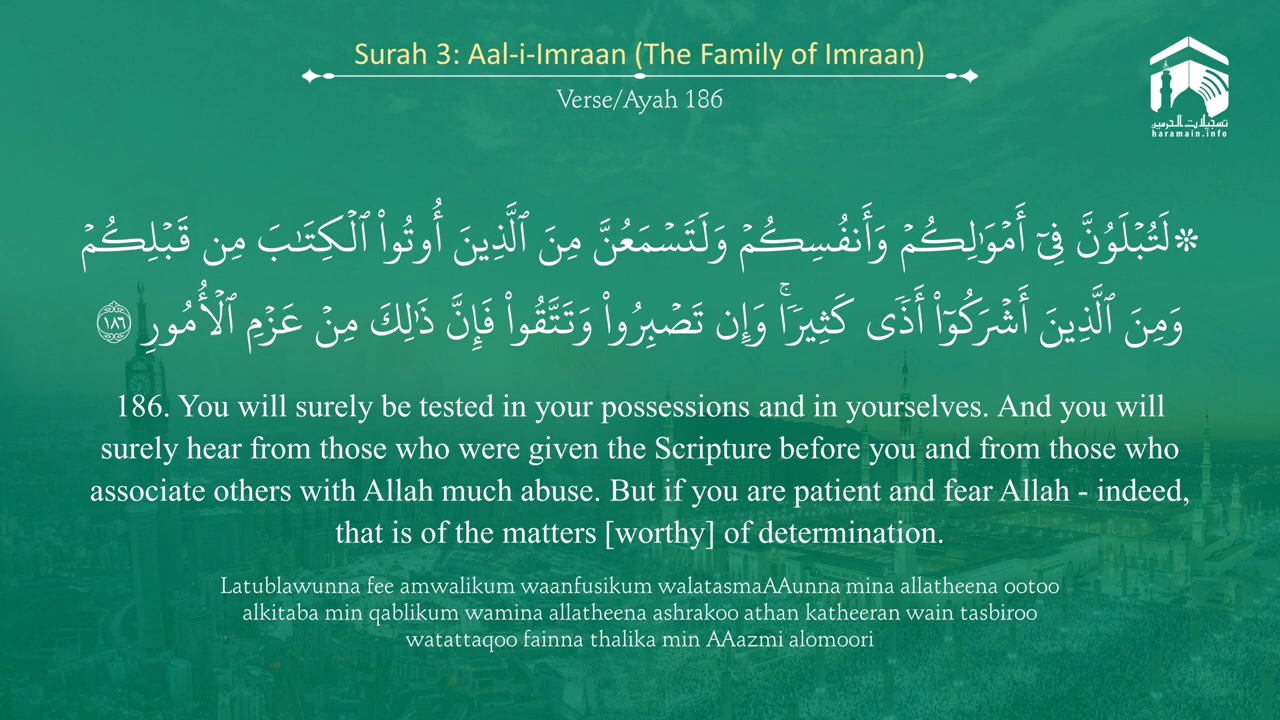 Surah 3: Aal-i-Imraan (The Family of Imraan)
Verse/Ayah 186
تسجيلات الحرمين
haramain.info
۞ لَتُبْلَوُنَّ فِىٓ أَمْوَٰلِكُمْ وَأَنفُسِكُمْ وَلَتَسْمَعُنَّ مِنَ ٱلَّذِينَ أُوتُوا۟ ٱلْكِتَـٰبَ مِن قَبْلِكُمْ
وَمِنَ ٱلَّذِينَ أَشْرَكُوٓا۟ أَذًى كَثِيرًا ۚ وَإِن تَصْبِرُوا۟ وَتَتَّقُوا۟ فَإِنَّ ذَٰلِكَ مِنْ عَزْمِ ٱلْأُمُورِ ١٨٦
186. You will surely be tested in your possessions and in yourselves. And you will
surely hear from those who were given the Scripture before you and from those who
associate others with Allah much abuse. But if you are patient and fear Allah - indeed,
that is of the matters [worthy] of determination.
Latublawunna fee amwalikum waanfusikum walatasmaAAunna mina allatheena ootoo
alkitaba min qablikum wamina allatheena ashrakoo athan katheeran wain tasbiroo
watattaqoo fainna thalika min AAazmi alomoori